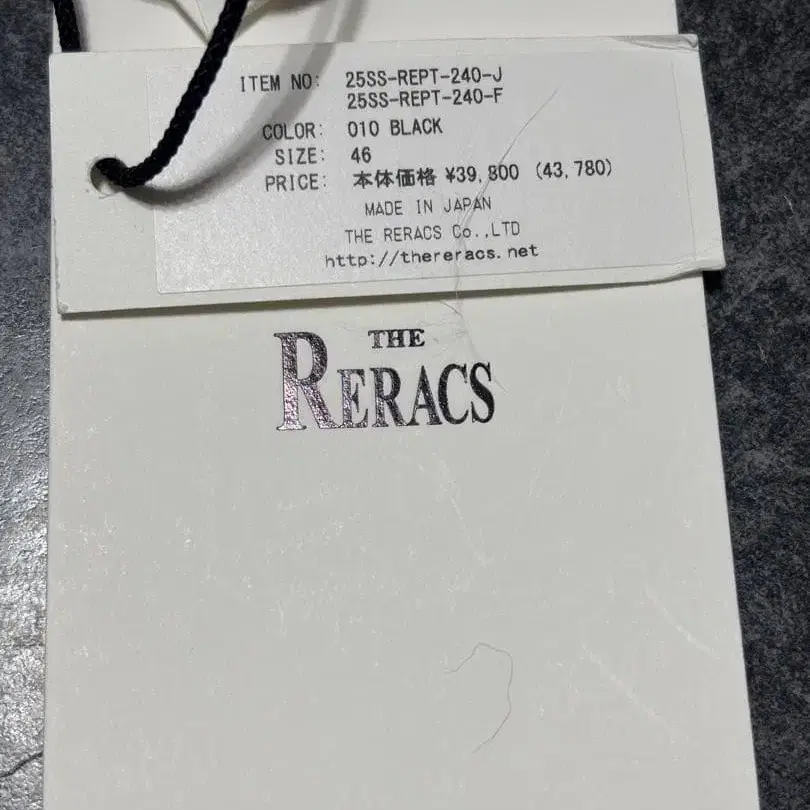 ITEM NO: 25SS-REPT-240-J
25SS-REPT-240-F
COLOR: 010 BLACK
SIZE: 46
PRICE: 本体価格 ¥39,800 (43,780)
MADE IN JAPAN
THE RERACS Co.,LTD
http://thereracs.net
THE
RERACS